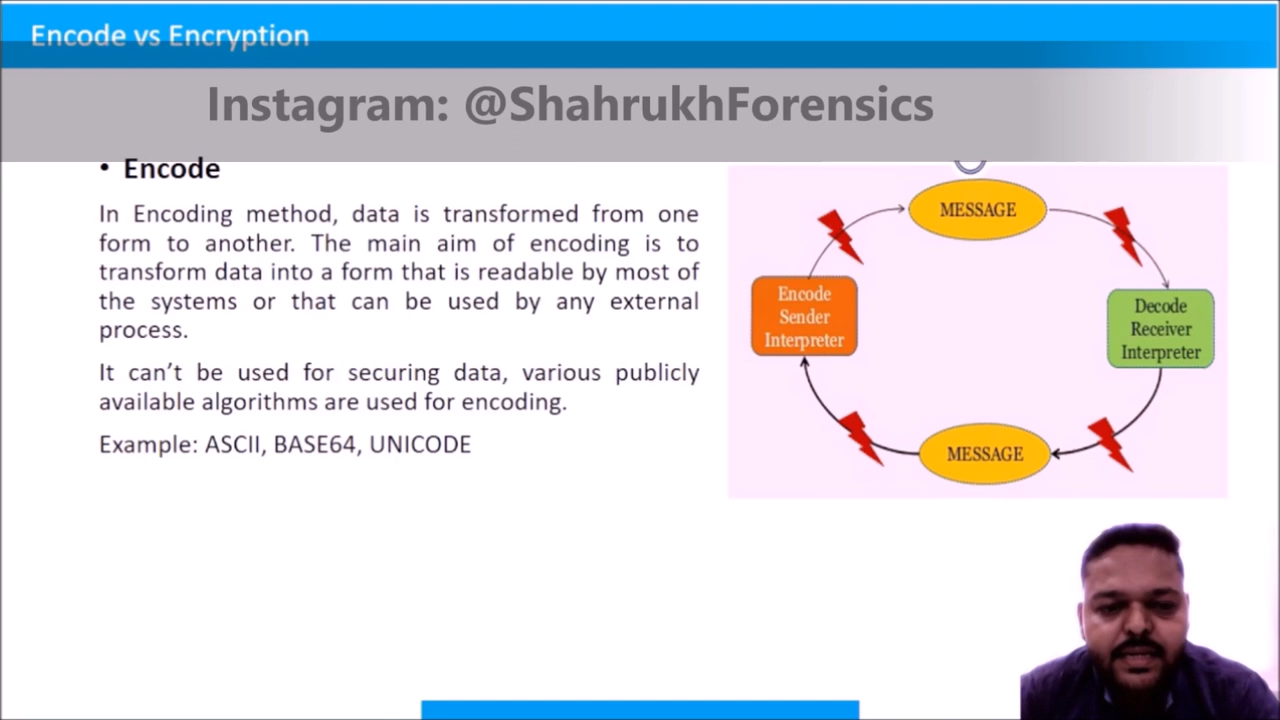 Encode vs Encryption
Instagram: @ShahrukhForensics
• Encode
In Encoding method, data is transformed from one
form to another. The main aim of encoding is to
transform data into a form that is readable by most of
the systems or that can be used by any external
process.
It can't be used for securing data, various publicly
available algorithms are used for encoding.
Example: ASCII, BASE64, UNICODE
MESSAGE
Encode
Sender
Interpreter
Decode
Receiver
Interpreter
MESSAGE